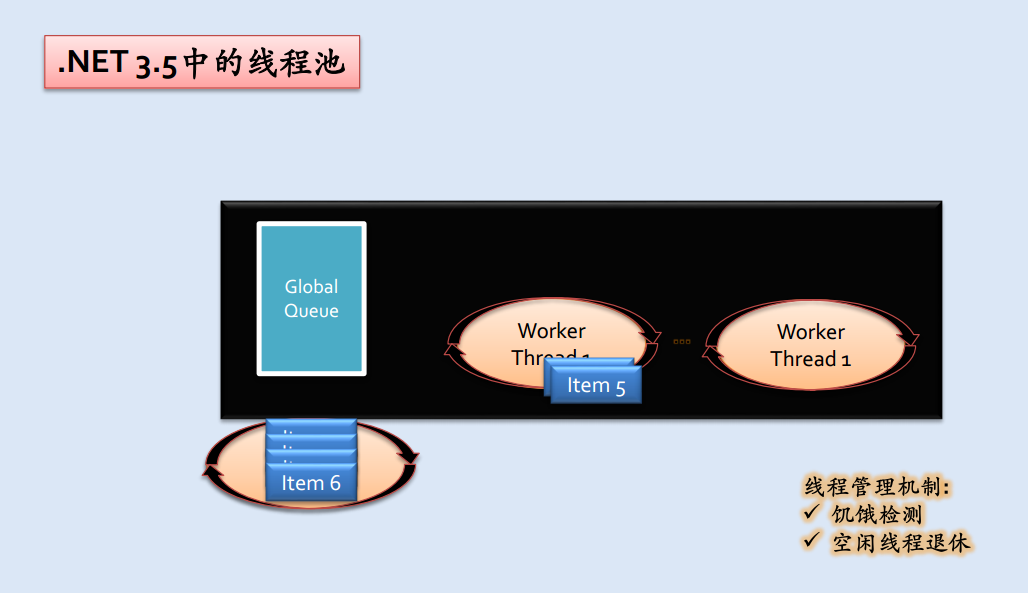 .NET 3.5中的线程池
Global
Queue
Worker
Thread 1
Item 5
Worker
Thread 1
Item 6
线程管理机制:
饥饿检测
空闲线程退休